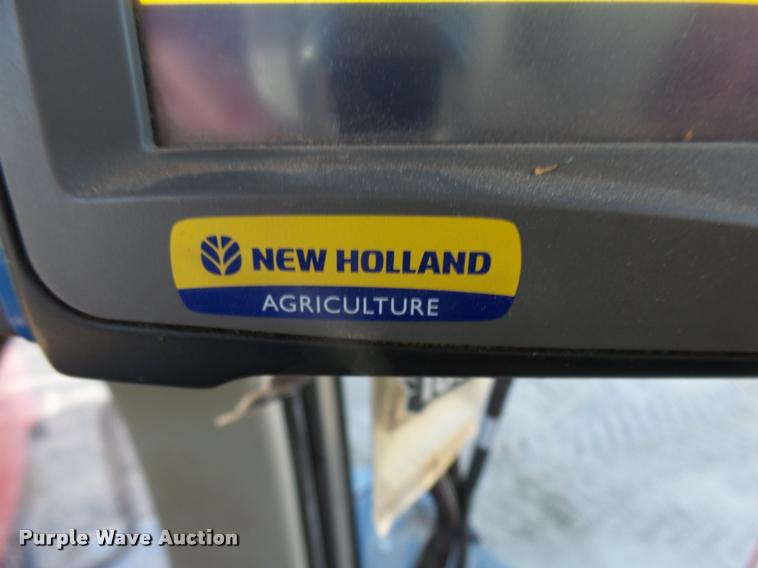 NEW HOLLAND
AGRICULTURE
Purple Wave Auction